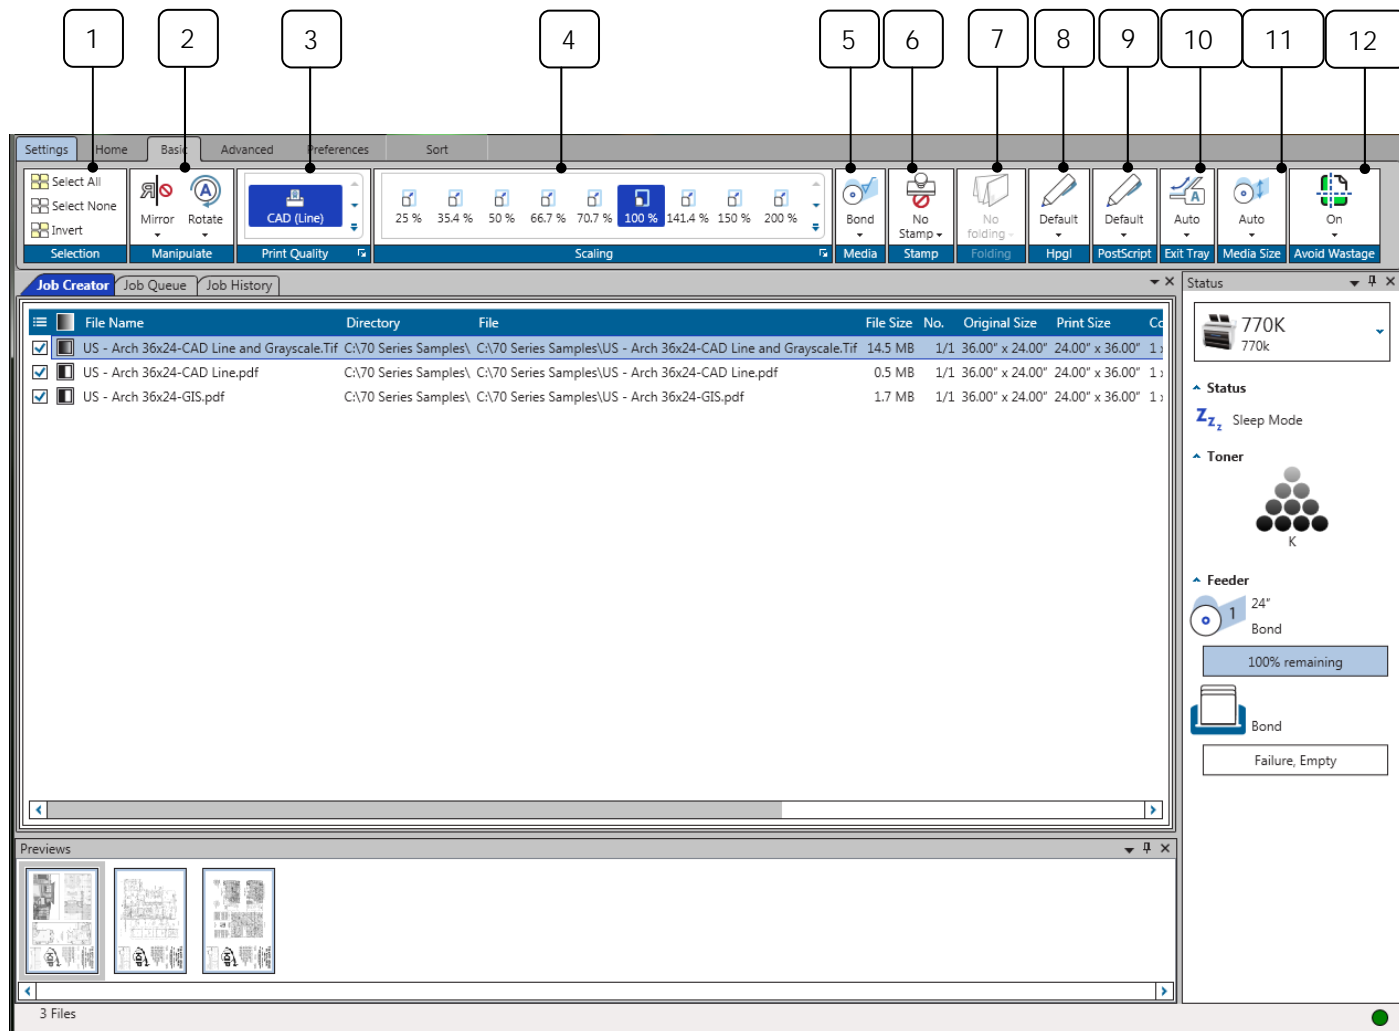 1 2 3 4 5 6 7 8 9 10 11 12
Settings Home Basic Advanced Preferences Sort
Select All
Select None
Invert
Selection
Mirror Rotate
Manipulate
CAD (Line)
Print Quality
25 % 35.4 % 50 % 66.7 % 70.7 % 100 % 141.4 % 150 % 200 %
Scaling
Bond
Media
No
Stamp
Stamp
No
folding
Folding
Default
Hpgl
Default
PostScript
Auto
Exit Tray
Auto
Media Size
On
Avoid Wastage
Job Creator Job Queue Job History
File Name Directory File File Size No. Original Size Print Size Co
US - Arch 36x24-CAD Line and Grayscale.Tif C:\70 Series Samples\ C:\70 Series Samples\US - Arch 36x24-CAD Line and Grayscale.Tif 14.5 MB 1/1 36.00" x 24.00" 24.00" x 36.00" 1 x
US - Arch 36x24-CAD Line.pdf C:\70 Series Samples\ C:\70 Series Samples\US - Arch 36x24-CAD Line.pdf 0.5 MB 1/1 36.00" x 24.00" 24.00" x 36.00" 1 x
US - Arch 36x24-GIS.pdf C:\70 Series Samples\ C:\70 Series Samples\US - Arch 36x24-GIS.pdf 1.7 MB 1/1 36.00" x 24.00" 24.00" x 36.00" 1 x
Status
770K
770k
Status
Zzz Sleep Mode
Toner
K
Feeder
1 24"
Bond
100% remaining
Bond
Failure, Empty
Previews
KIP KIP KIP
3 Files